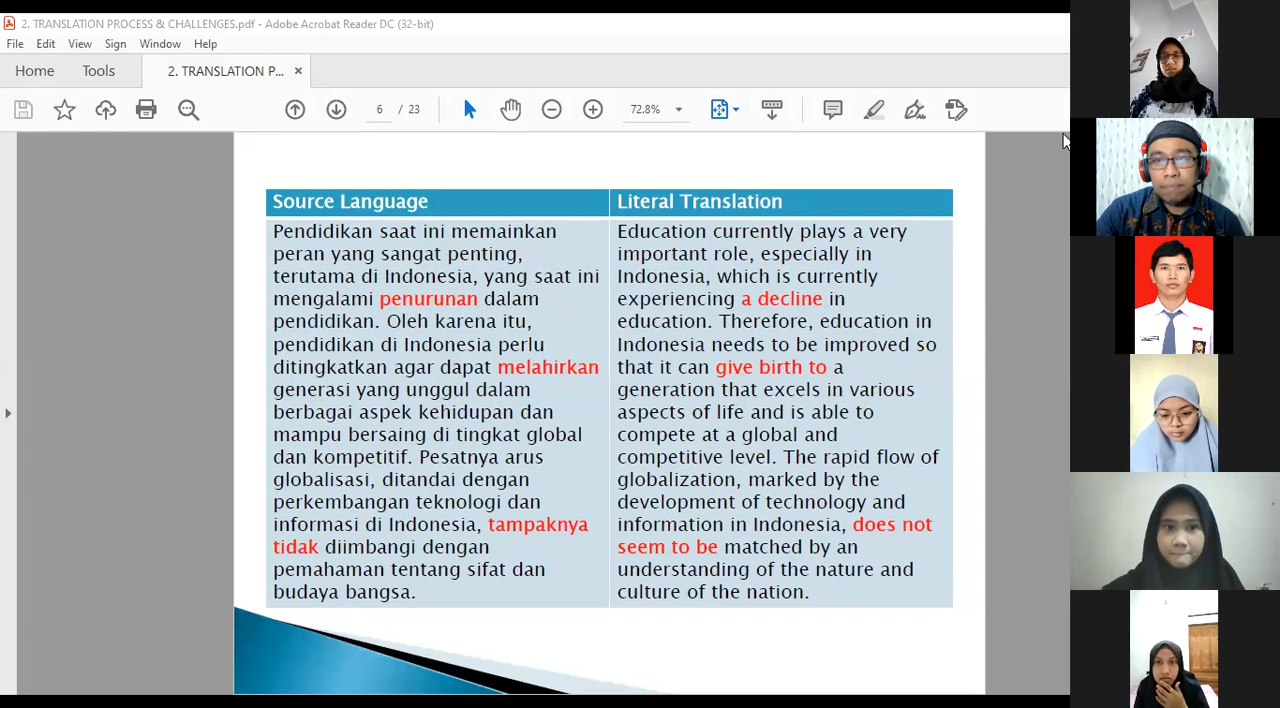 2. TRANSLATION PROCESS & CHALLENGES.pdf - Adobe Acrobat Reader DC (32-bit)
File Edit View Sign Window Help
Home Tools 2. TRANSLATION P... ×
6 / 23 72.8%
Source Language
Pendidikan saat ini memainkan
peran yang sangat penting,
terutama di Indonesia, yang saat ini
mengalami penurunan dalam
pendidikan. Oleh karena itu,
pendidikan di Indonesia perlu
ditingkatkan agar dapat melahirkan
generasi yang unggul dalam
berbagai aspek kehidupan dan
mampu bersaing di tingkat global
dan kompetitif. Pesatnya arus
globalisasi, ditandai dengan
perkembangan teknologi dan
informasi di Indonesia, tampaknya
tidak diimbangi dengan
pemahaman tentang sifat dan
budaya bangsa.
Literal Translation
Education currently plays a very
important role, especially in
Indonesia, which is currently
experiencing a decline in
education. Therefore, education in
Indonesia needs to be improved so
that it can give birth to a
generation that excels in various
aspects of life and is able to
compete at a global and
competitive level. The rapid flow of
globalization, marked by the
development of technology and
information in Indonesia, does not
seem to be matched by an
understanding of the nature and
culture of the nation.